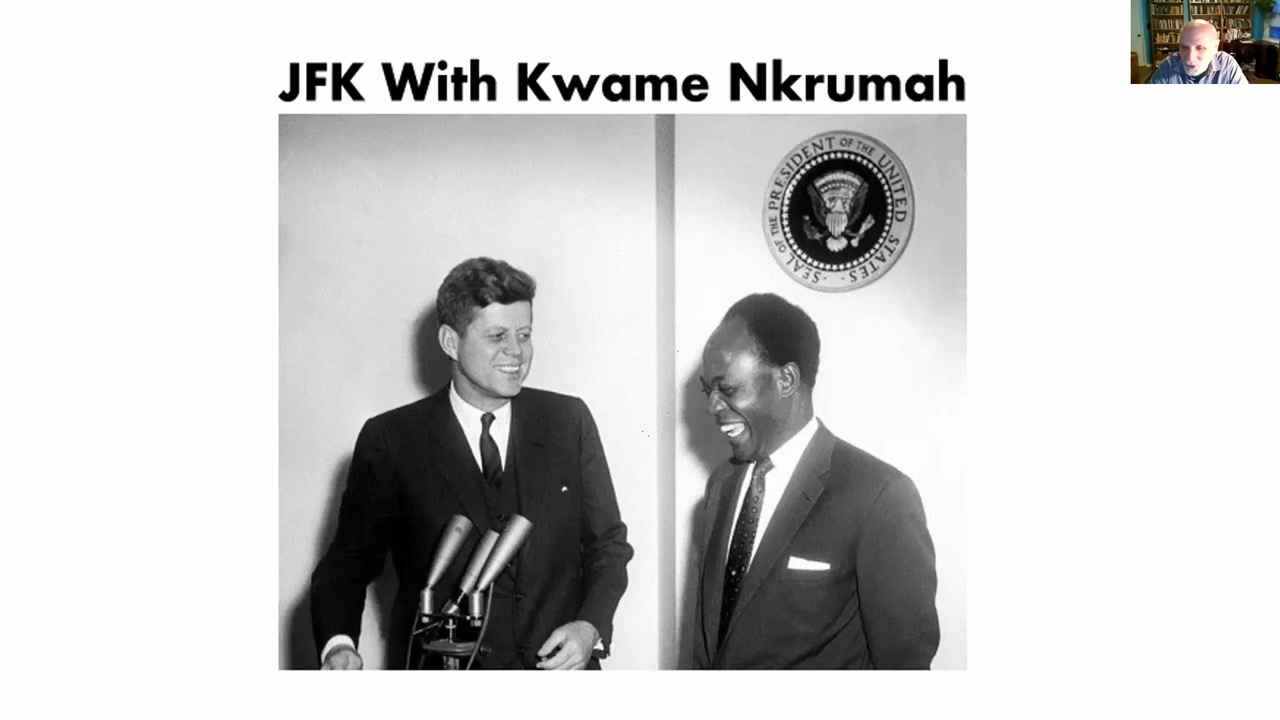 JFK With Kwame Nkrumah
SEAL OF THE PRESIDENT OF THE UNITED STATES